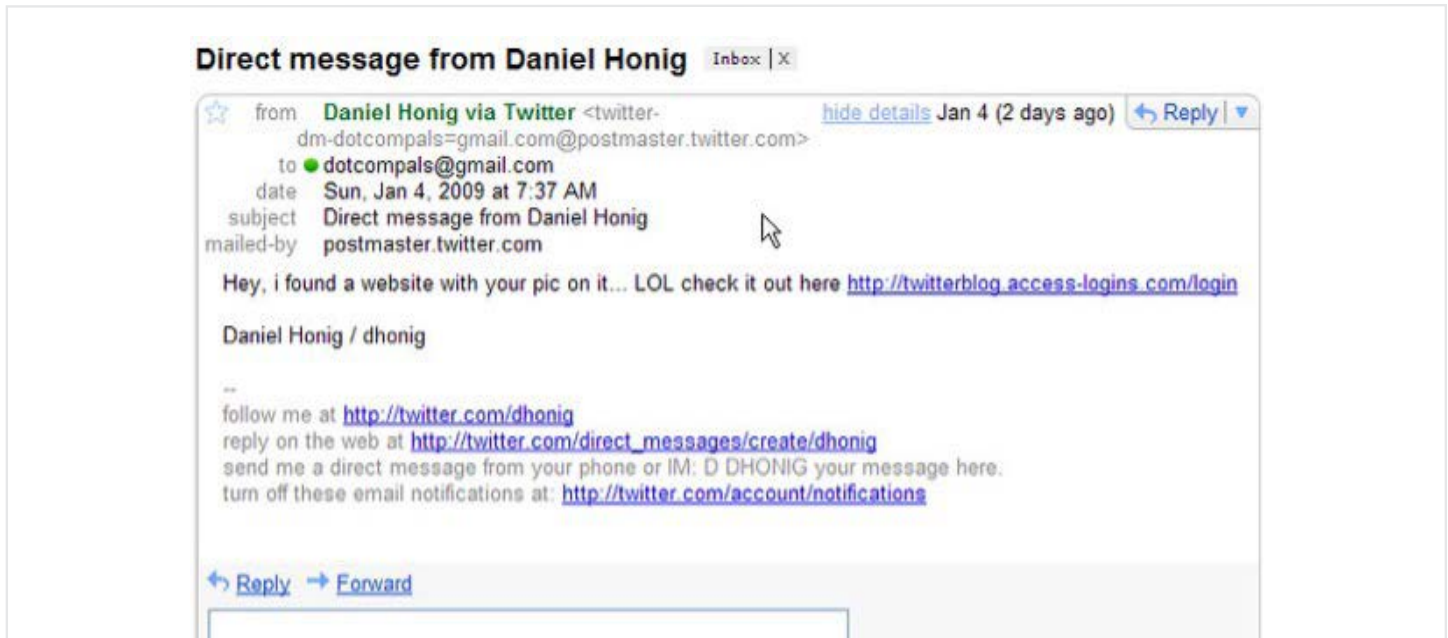 Direct message from Daniel Honig Inbox | X
from Daniel Honig via Twitter <twitter- hide details Jan 4 (2 days ago) Reply
dm-dotcompals=gmail.com@postmaster.twitter.com>
to dotcompals@gmail.com
date Sun, Jan 4, 2009 at 7:37 AM
subject Direct message from Daniel Honig
mailed-by postmaster.twitter.com
Hey, i found a website with your pic on it... LOL check it out here http://twitterblog.access-logins.com/login
Daniel Honig / dhonig
--
follow me at http://twitter.com/dhonig
reply on the web at http://twitter.com/direct_messages/create/dhonig
send me a direct message from your phone or IM: D DHONIG your message here.
turn off these email notifications at: http://twitter.com/account/notifications
Reply Forward